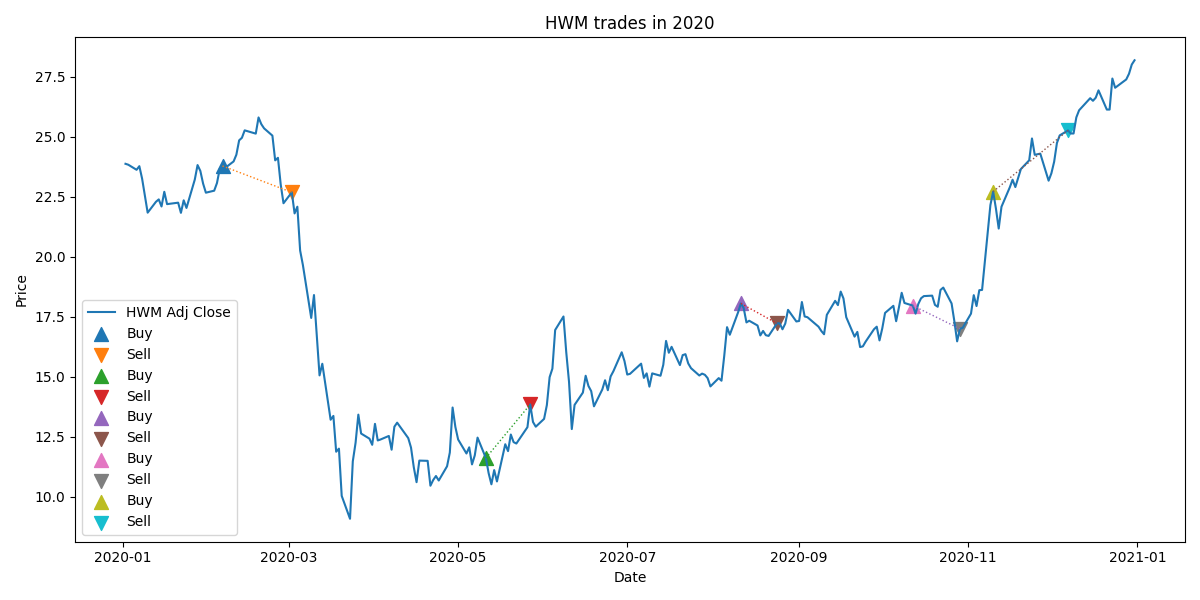 HWM trades in 2020
Price
27.5
25.0
22.5
20.0
17.5
15.0
12.5
10.0
HWM Adj Close
Buy
Sell
Buy
Sell
Buy
Sell
Buy
Sell
Buy
Sell
2020-01
2020-03
2020-05
2020-07
2020-09
2020-11
2021-01
Date